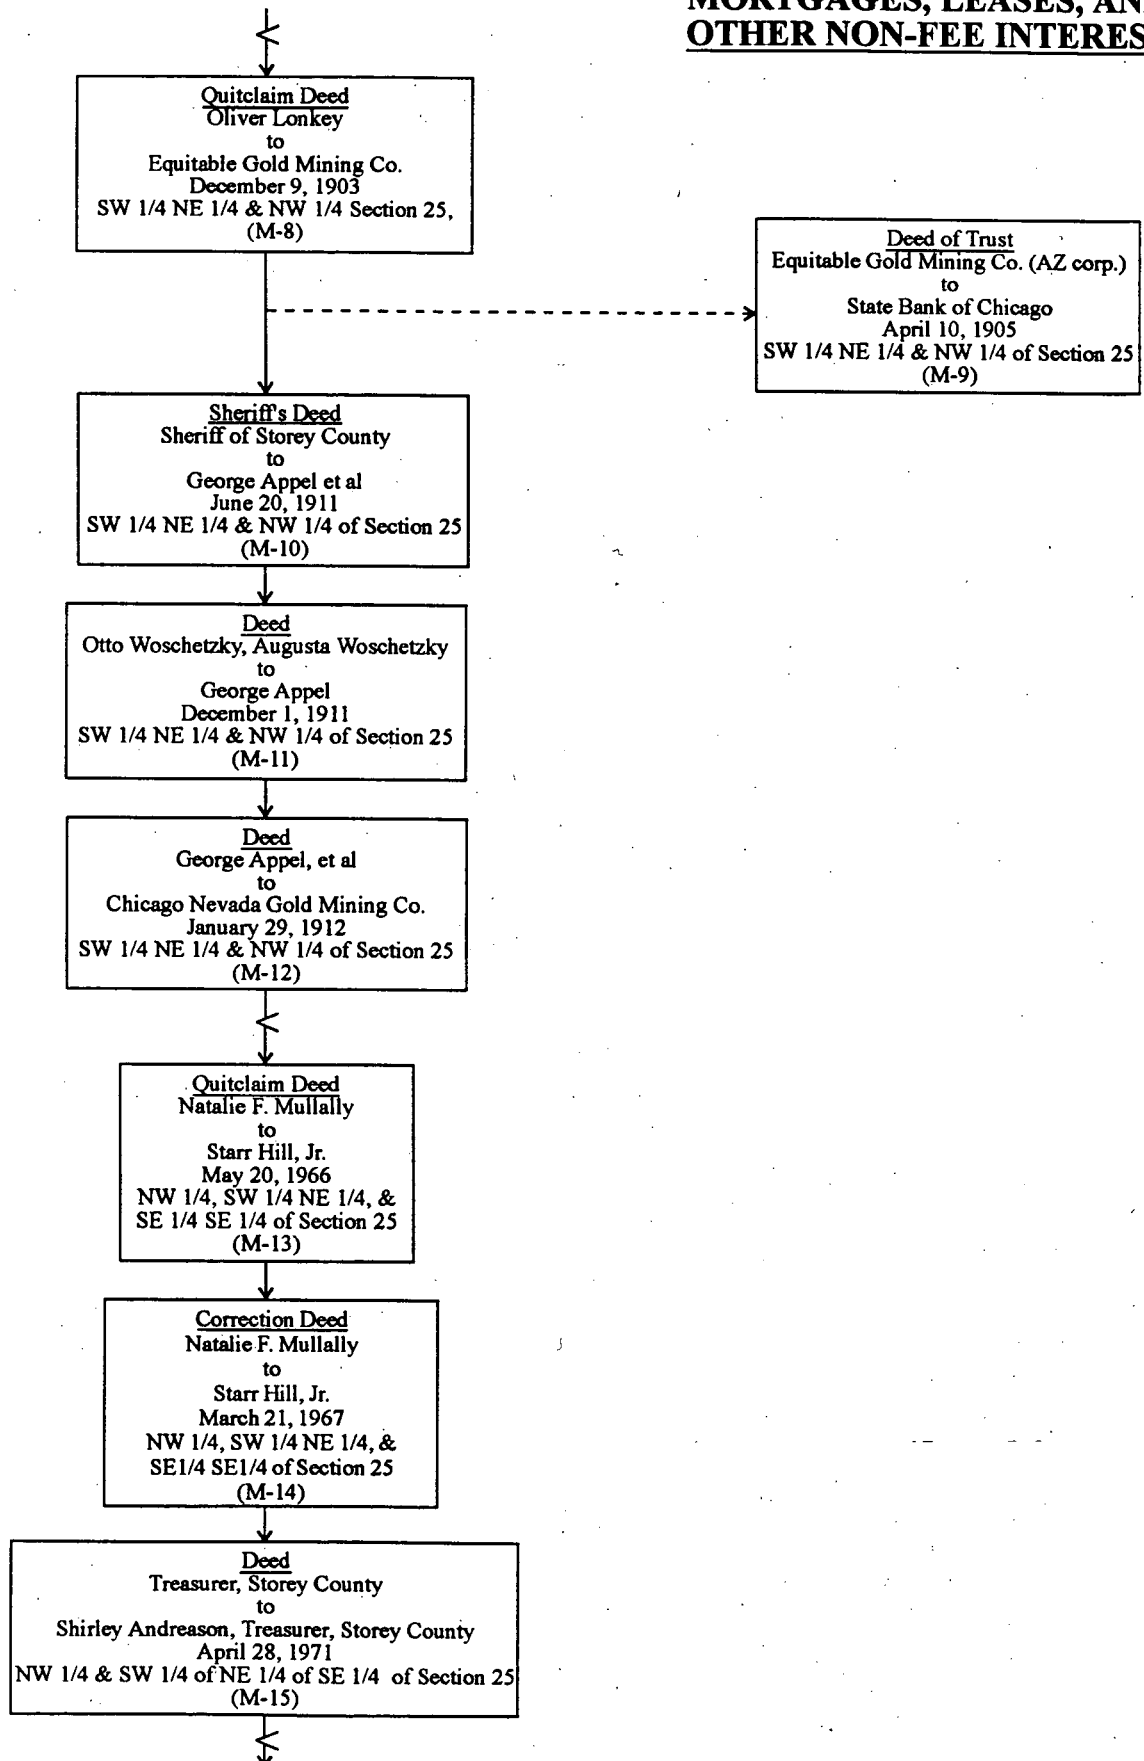 MORTGAGES, LEASES, AN
OTHER NON-FEE INTERES
Quitclaim Deed
Oliver Lonkey
to
Equitable Gold Mining Co.
December 9, 1903
SW 1/4 NE 1/4 & NW 1/4 Section 25,
(M-8)
Deed of Trust
Equitable Gold Mining Co. (AZ corp.)
to
State Bank of Chicago
April 10, 1905
SW 1/4 NE 1/4 & NW 1/4 of Section 25
(M-9)
Sheriff's Deed
Sheriff of Storey County
to
George Appel et al
June 20, 1911
SW 1/4 NE 1/4 & NW 1/4 of Section 25
(M-10)
Deed
Otto Woschetzky, Augusta Woschetzky
to
George Appel
December 1, 1911
SW 1/4 NE 1/4 & NW 1/4 of Section 25
(M-11)
Deed
George Appel, et al
to
Chicago Nevada Gold Mining Co.
January 29, 1912
SW 1/4 NE 1/4 & NW 1/4 of Section 25
(M-12)
Quitclaim Deed
Natalie F. Mullally
to
Starr Hill, Jr.
May 20, 1966
NW 1/4, SW 1/4 NE 1/4, &
SE 1/4 SE 1/4 of Section 25
(M-13)
Correction Deed
Natalie F. Mullally
to
Starr Hill, Jr.
March 21, 1967
NW 1/4, SW 1/4 NE 1/4, &
SE1/4 SE1/4 of Section 25
(M-14)
Deed
Treasurer, Storey County
to
Shirley Andreason, Treasurer, Storey County
April 28, 1971
NW 1/4 & SW 1/4 of NE 1/4 of SE 1/4 of Section 25
(M-15)